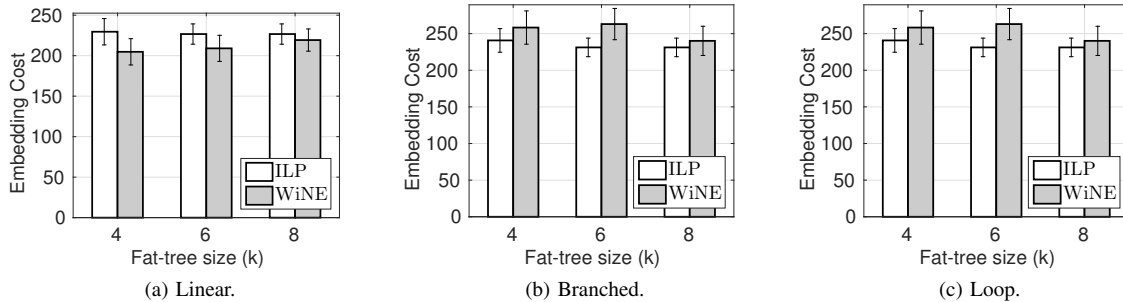 250
200
150
100
50
0
Embedding Cost
4 6 8
Fat-tree size (k)
ILP
WiNE
(a) Linear.
250
200
150
100
50
0
Embedding Cost
4 6 8
Fat-tree size (k)
ILP
WiNE
(b) Branched.
250
200
150
100
50
0
Embedding Cost
4 6 8
Fat-tree size (k)
ILP
WiNE
(c) Loop.